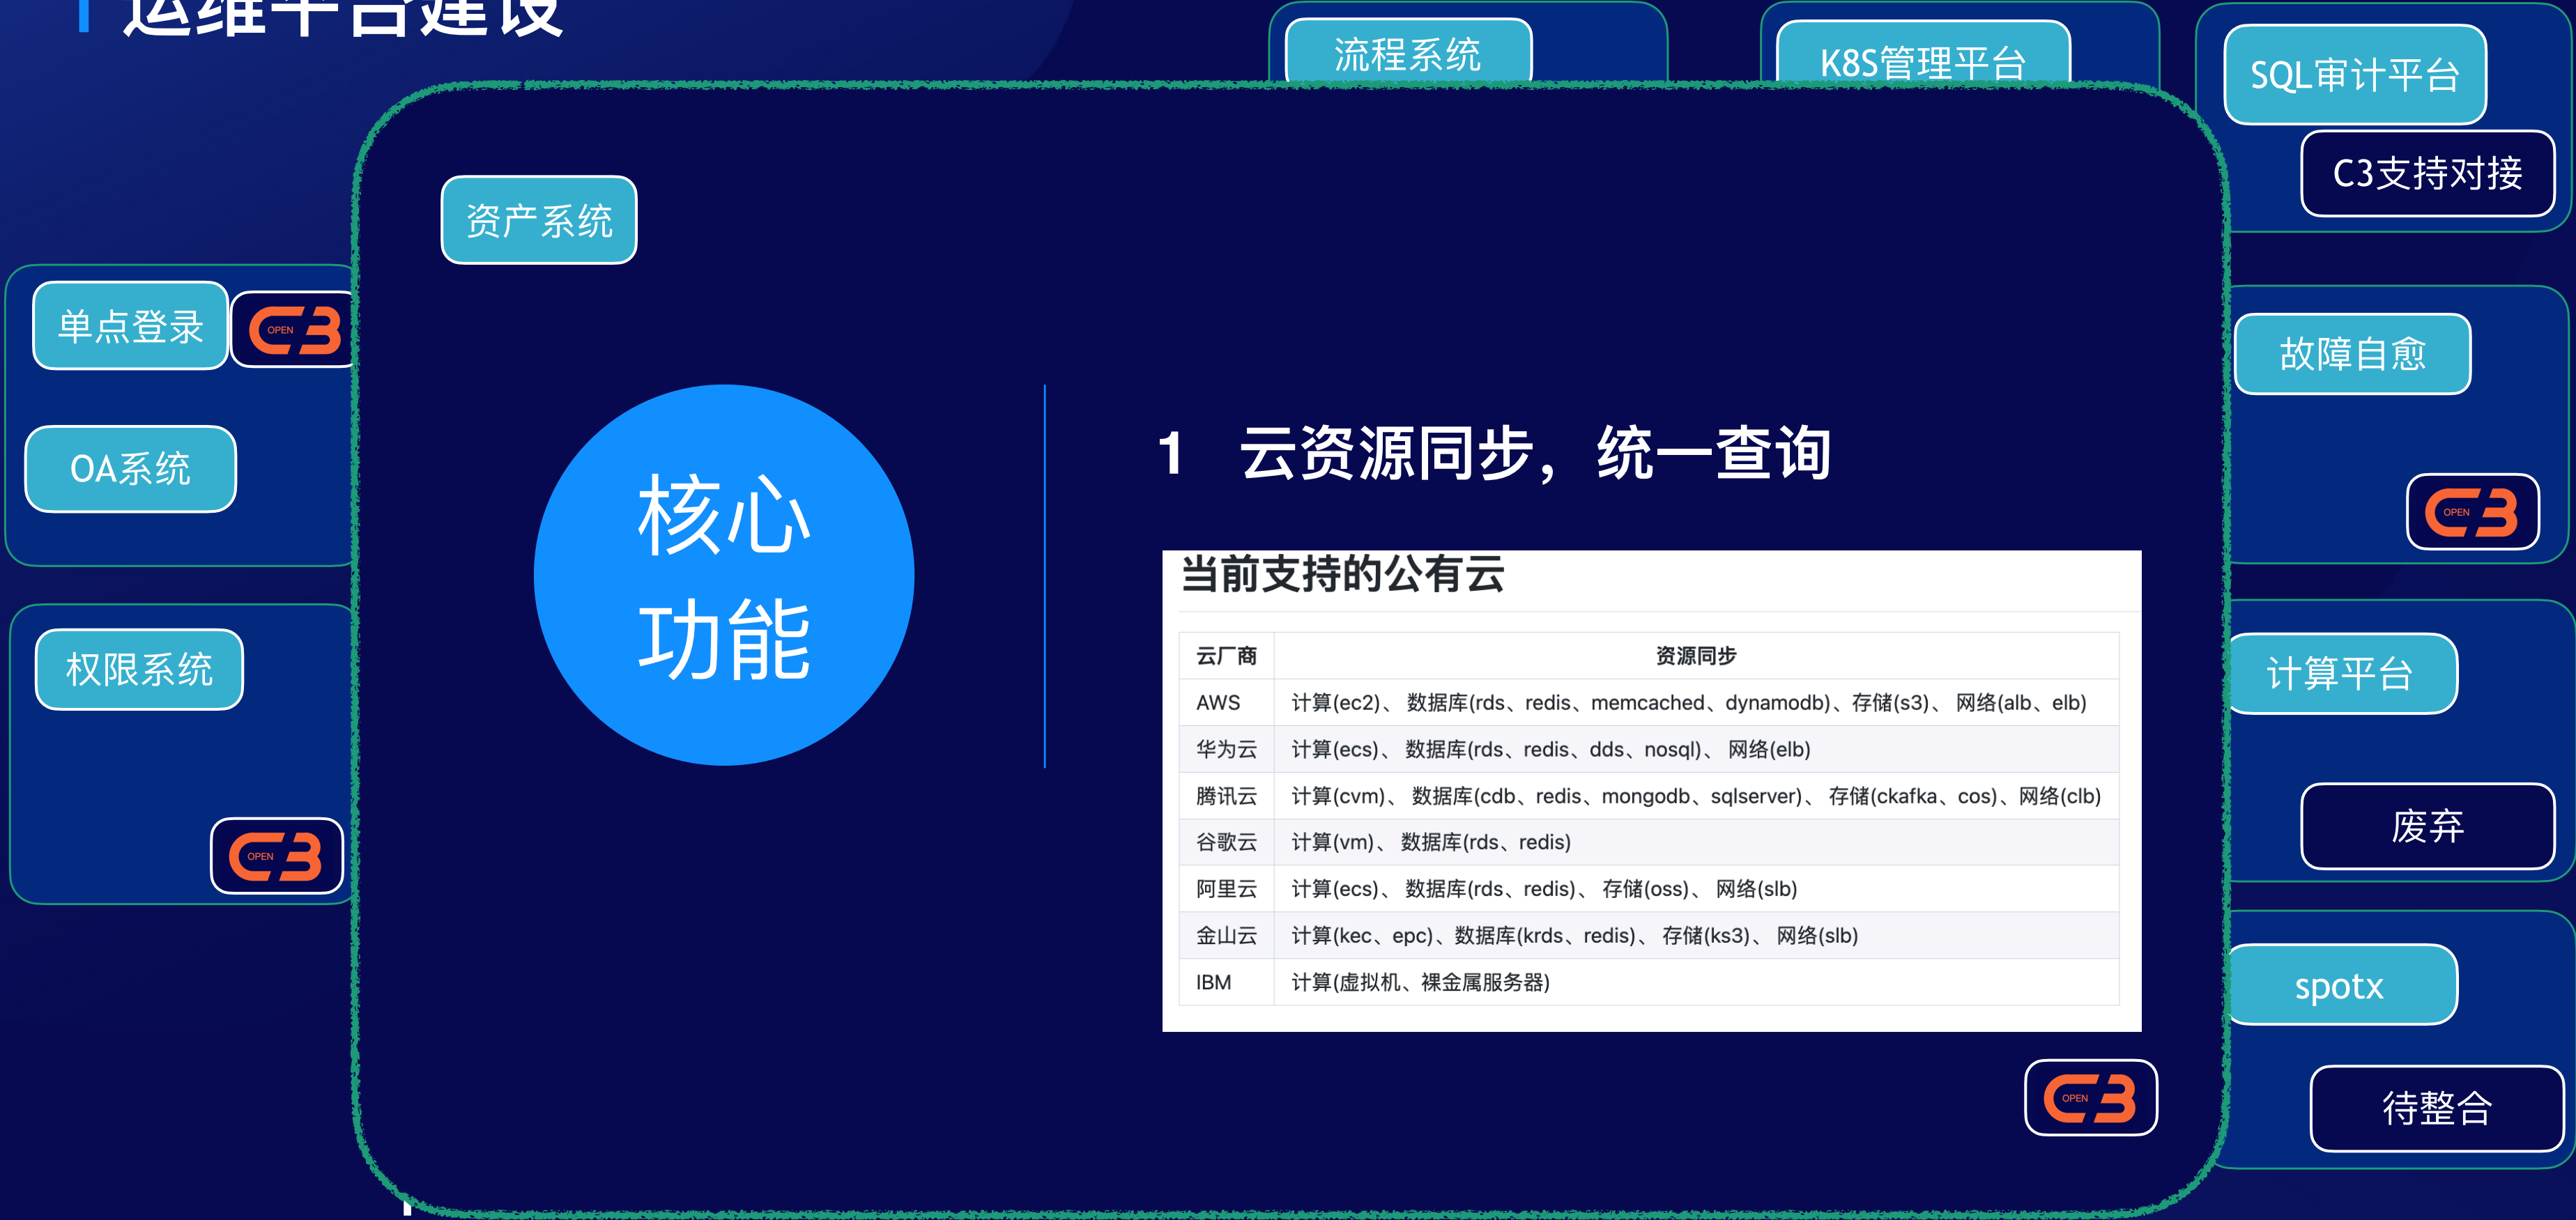 运维平台建设
流程系统
K8S管理平台
SQL审计平台
C3支持对接
资产系统
单点登录
OPEN C3
OA系统
权限系统
OPEN C3
核心
功能
1 云资源同步，统一查询
当前支持的公有云
云厂商 资源同步
AWS 计算(ec2)、 数据库(rds、redis、memcached、dynamodb)、存储(s3)、 网络(alb、elb)
华为云 计算(ecs)、 数据库(rds、redis、dds、nosql)、 网络(elb)
腾讯云 计算(cvm)、 数据库(cdb、redis、mongodb、sqlserver)、 存储(ckafka、cos)、网络(clb)
谷歌云 计算(vm)、 数据库(rds、redis)
阿里云 计算(ecs)、 数据库(rds、redis)、 存储(oss)、 网络(slb)
金山云 计算(kec、epc)、数据库(krds、redis)、 存储(ks3)、 网络(slb)
IBM 计算(虚拟机、裸金属服务器)
OPEN C3
故障自愈
OPEN C3
计算平台
废弃
spotx
待整合